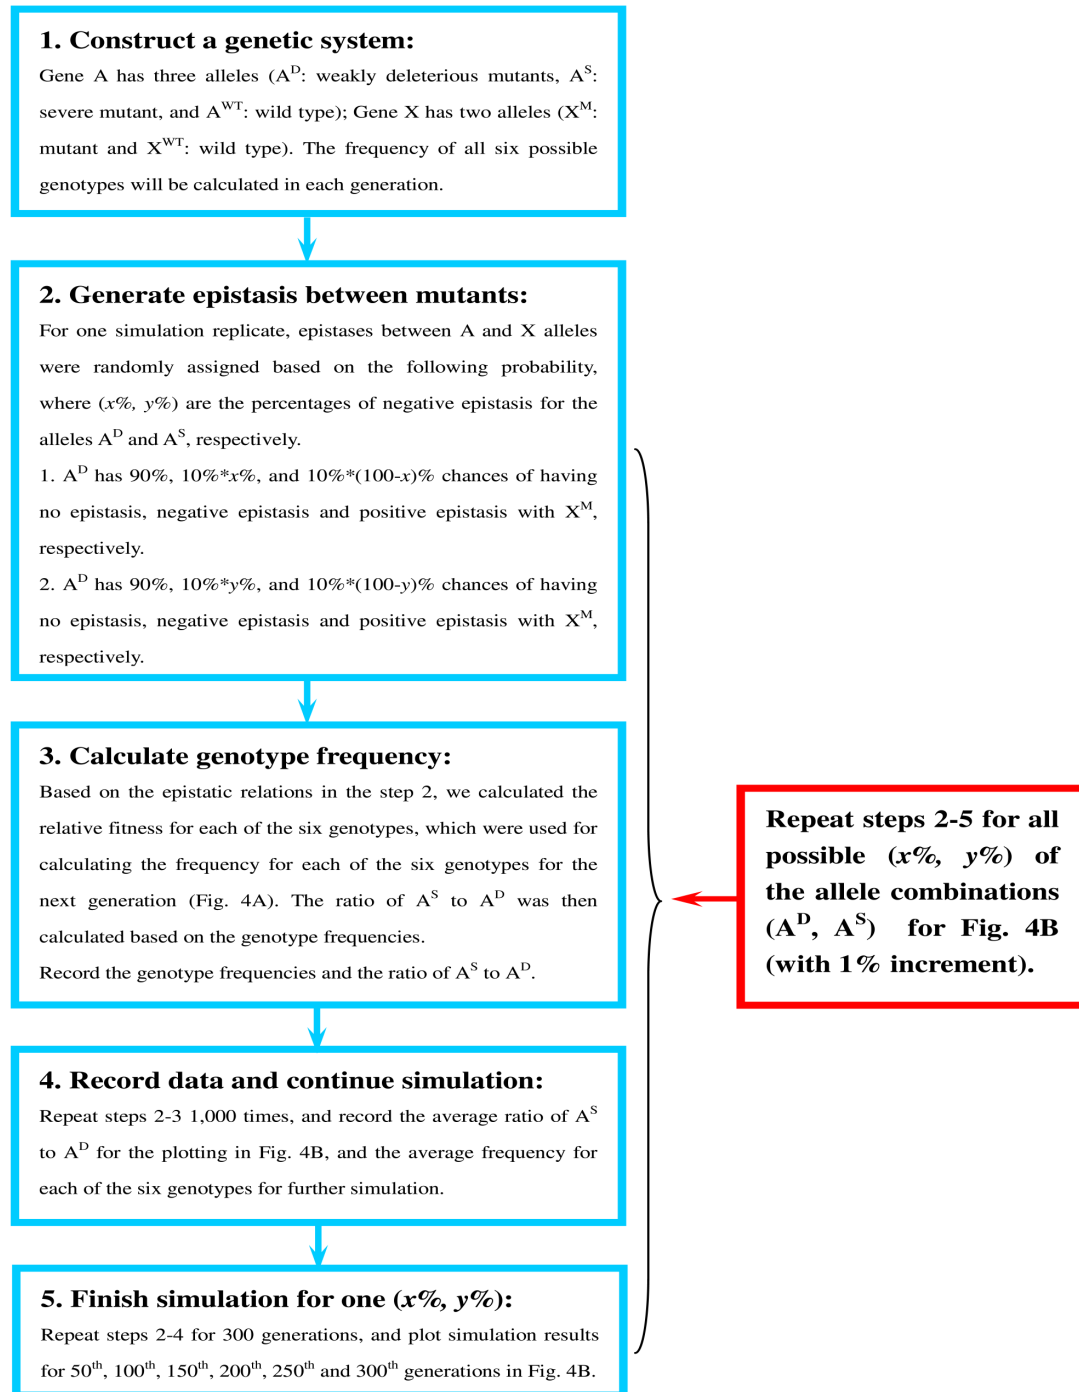 1. Construct a genetic system:
Gene A has three alleles (A^D: weakly deleterious mutants, A^S:
severe mutant, and A^WT: wild type); Gene X has two alleles (X^M:
mutant and X^WT: wild type). The frequency of all six possible
genotypes will be calculated in each generation.
2. Generate epistasis between mutants:
For one simulation replicate, epistases between A and X alleles
were randomly assigned based on the following probability,
where (x%, y%) are the percentages of negative epistasis for the
alleles A^D and A^S, respectively.
1. A^D has 90%, 10%*x%, and 10%*(100-x)% chances of having
no epistasis, negative epistasis and positive epistasis with X^M,
respectively.
2. A^D has 90%, 10%*y%, and 10%*(100-y)% chances of having
no epistasis, negative epistasis and positive epistasis with X^M,
respectively.
3. Calculate genotype frequency:
Based on the epistatic relations in the step 2, we calculated the
relative fitness for each of the six genotypes, which were used for
calculating the frequency for each of the six genotypes for the
next generation (Fig. 4A). The ratio of A^S to A^D was then
calculated based on the genotype frequencies.
Record the genotype frequencies and the ratio of A^S to A^D.
4. Record data and continue simulation:
Repeat steps 2-3 1,000 times, and record the average ratio of A^S
to A^D for the plotting in Fig. 4B, and the average frequency for
each of the six genotypes for further simulation.
5. Finish simulation for one (x%, y%):
Repeat steps 2-4 for 300 generations, and plot simulation results
for 50^th, 100^th, 150^th, 200^th, 250^th and 300^th generations in Fig. 4B.
Repeat steps 2-5 for all
possible (x%, y%) of
the allele combinations
(A^D, A^S) for Fig. 4B
(with 1% increment).